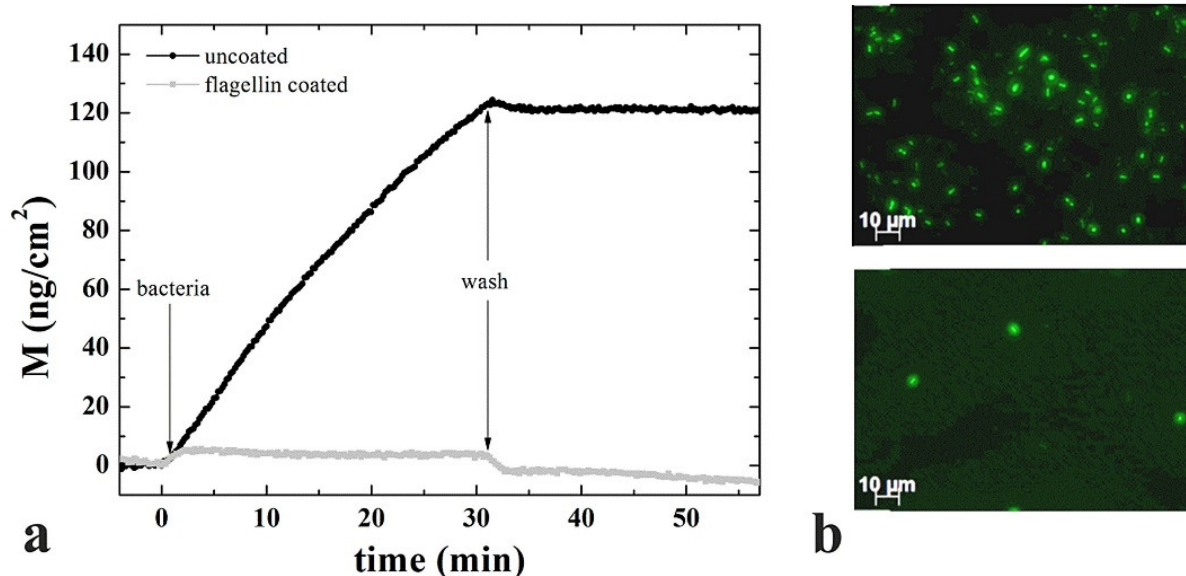 uncoated
flagellin coated
140
120
100
80
60
40
20
0
M (ng/cm²)
bacteria
wash
0 10 20 30 40 50
time (min)
a
10 µm
10 µm
b